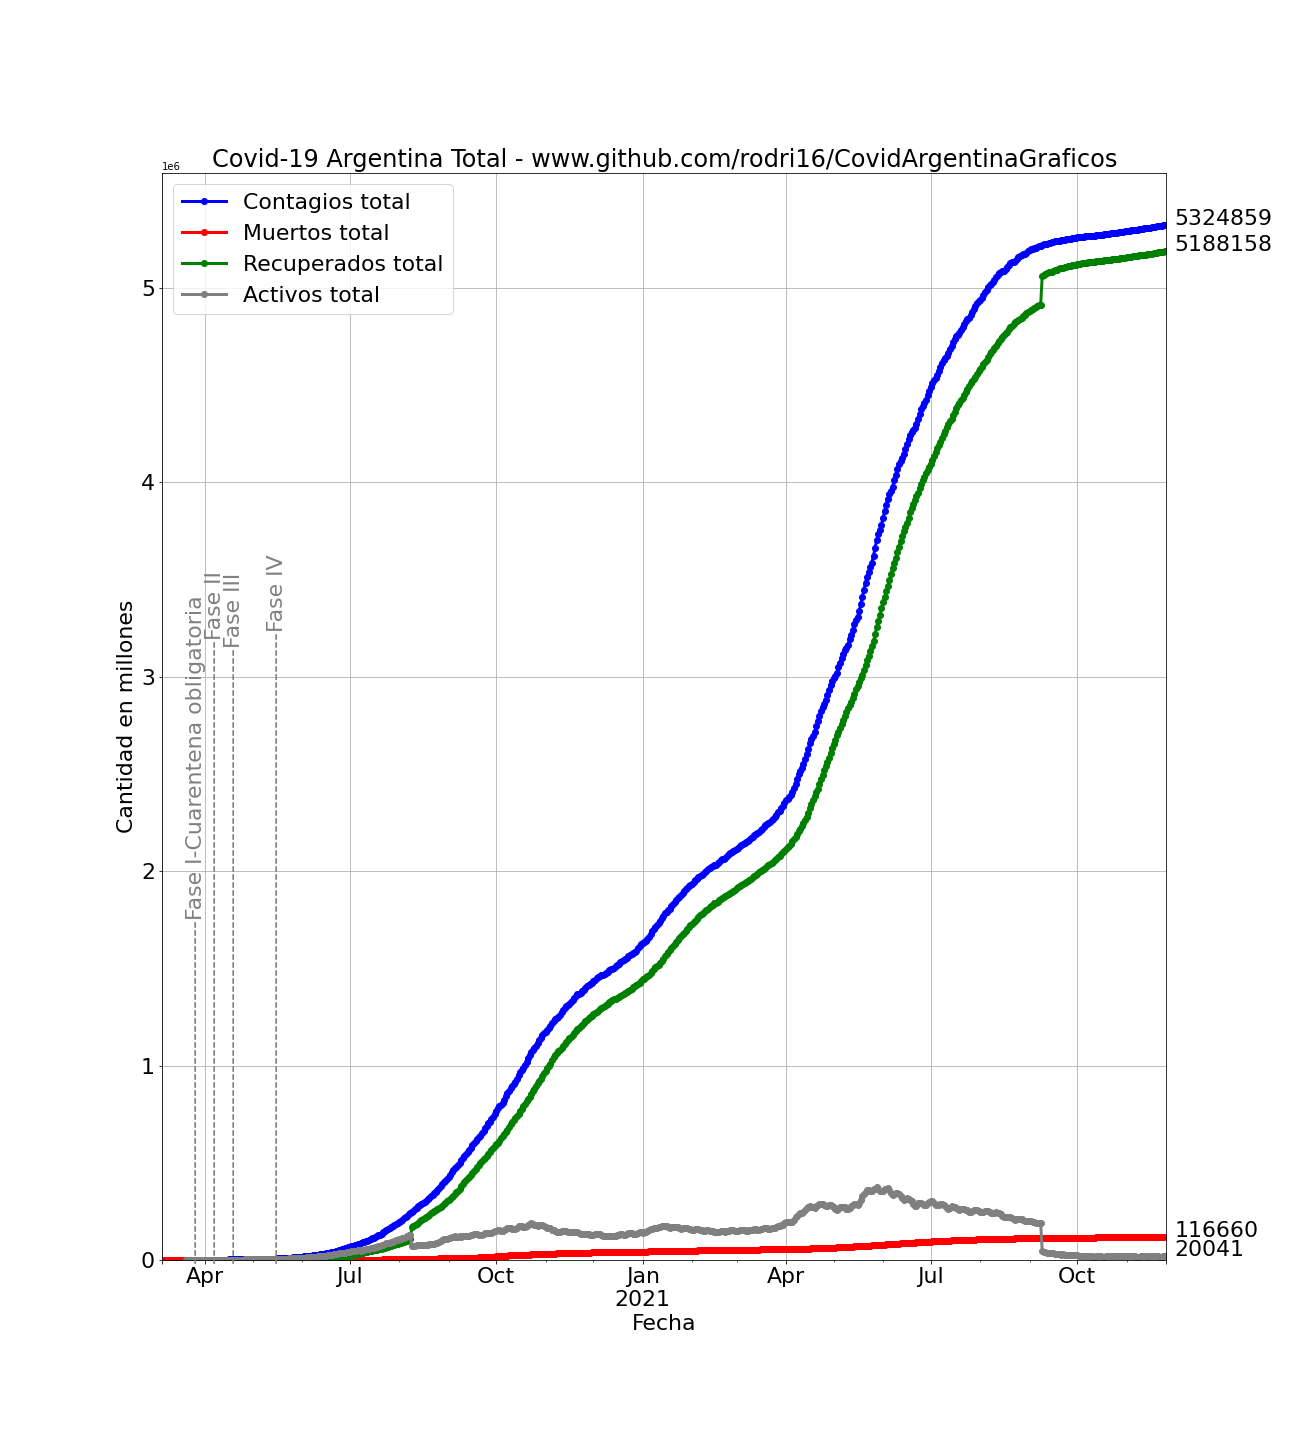 Covid-19 Argentina Total - www.github.com/rodri16/CovidArgentinaGraficos
1e6
Contagios total
Muertos total
Recuperados total
Activos total
5324859
5188158
5
4
3
2
1
0
Cantidad en millones
Fase I-Cuarentena obligatoria
Fase II
Fase III
Fase IV
116660
20041
Apr
Jul
Oct
Jan
2021
Apr
Jul
Oct
Fecha